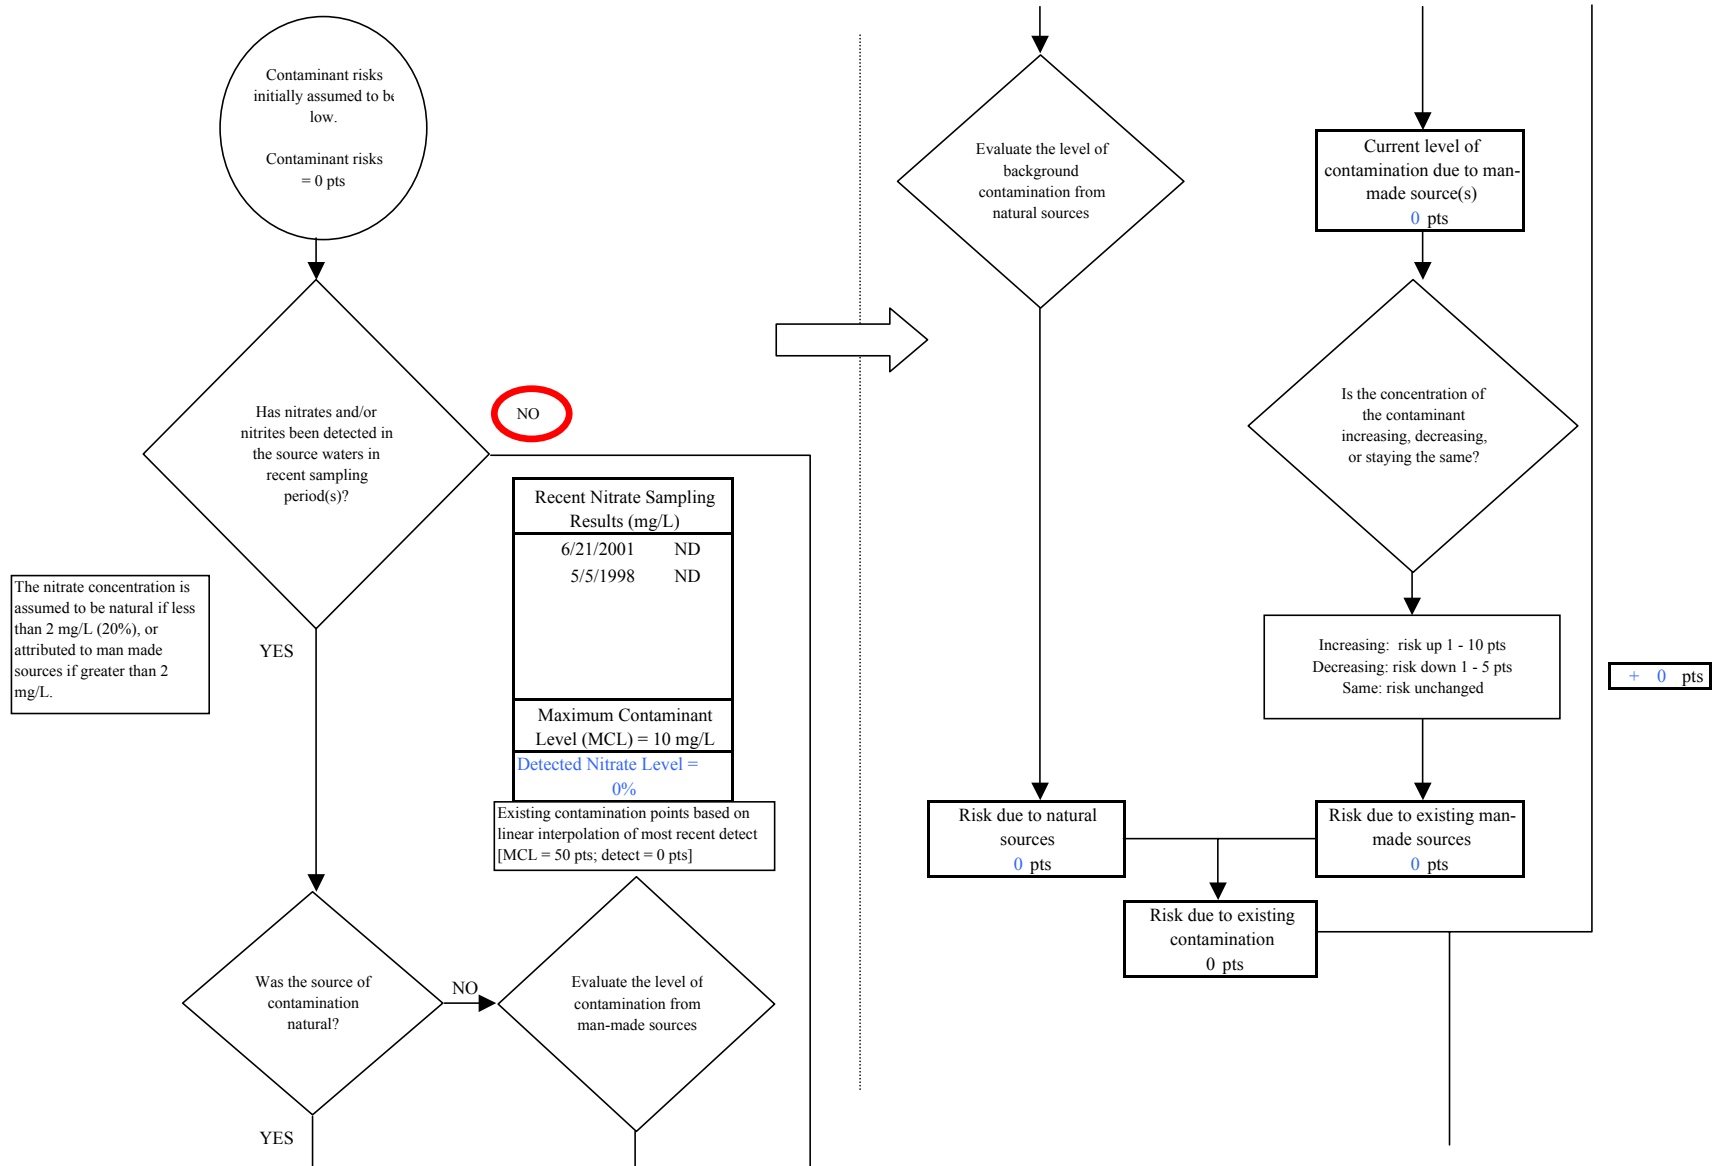 Contaminant risks
initially assumed to be
low.
Contaminant risks
= 0 pts
Has nitrates and/or
nitrites been detected in
the source waters in
recent sampling
period(s)?
NO
Recent Nitrate Sampling
Results (mg/L)
6/21/2001 ND
5/5/1998 ND
Maximum Contaminant
Level (MCL) = 10 mg/L
Detected Nitrate Level =
0%
Existing contamination points based on
linear interpolation of most recent detect
[MCL = 50 pts; detect = 0 pts]
The nitrate concentration is
assumed to be natural if less
than 2 mg/L (20%), or
attributed to man made
sources if greater than 2
mg/L.
YES
Was the source of
contamination
natural?
NO
Evaluate the level of
contamination from
man-made sources
YES
Evaluate the level of
background
contamination from
natural sources
Current level of
contamination due to man-
made source(s)
0 pts
Is the concentration of
the contaminant
increasing, decreasing,
or staying the same?
Increasing: risk up 1 - 10 pts
Decreasing: risk down 1 - 5 pts
Same: risk unchanged
+ 0 pts
Risk due to natural
sources
0 pts
Risk due to existing man-
made sources
0 pts
Risk due to existing
contamination
0 pts